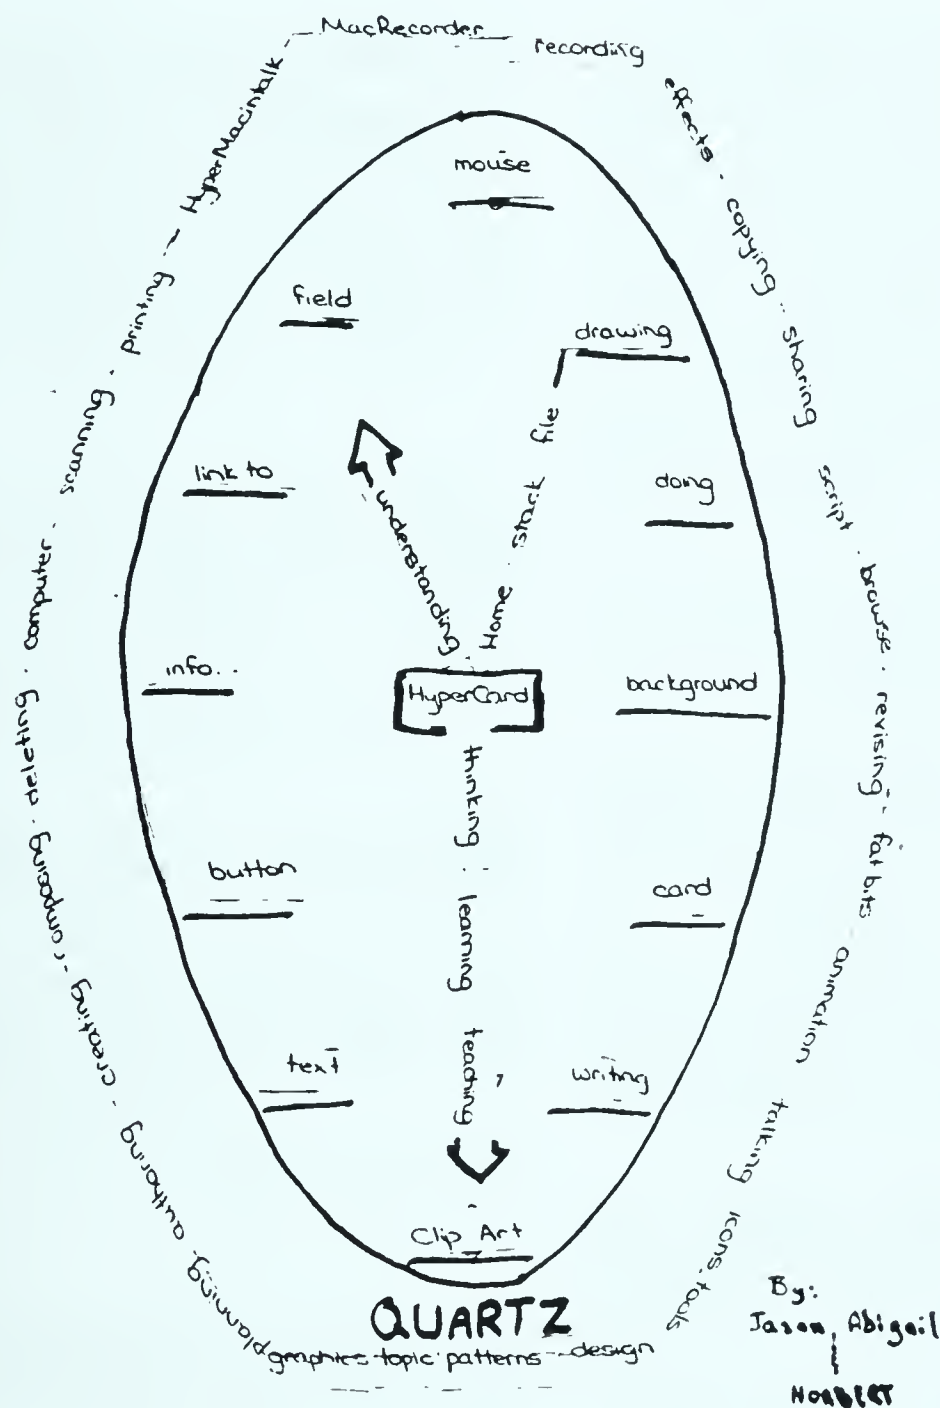 MacRecorder
recording
effects - copying - sharing
script - browse - revising - fatbits
animation
talking icons - tools
design
graphics - topic patterns
planning
authoring - creating - composing - deleting - computer - scanning - printing - HyperMacintalk
mouse
drawing
doing
background
card
writing
Clip Art
text
button
info.
link to
field
understanding
Home stack file
HyperCard
thinking : learning teaching
QUARTZ
By:
Jason, Abigail
NORBERT